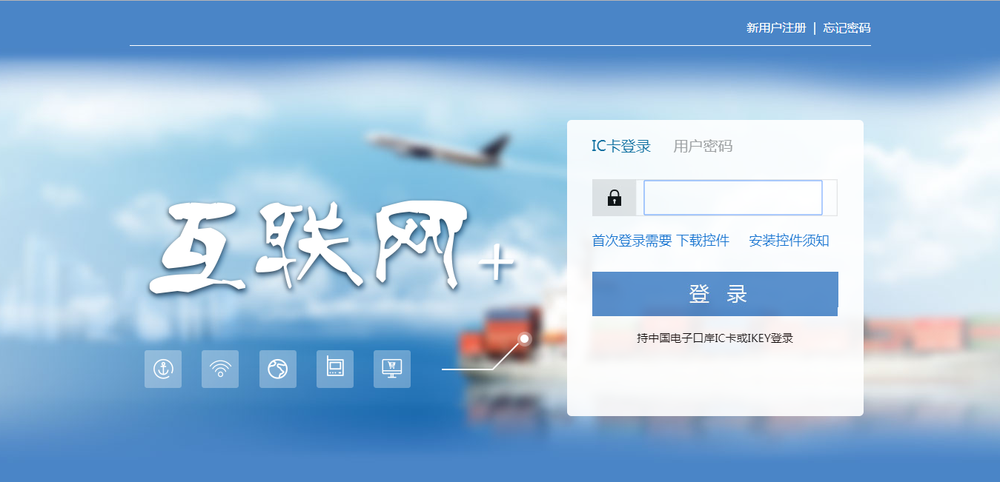 新用户注册 | 忘记密码
IC卡登录 用户密码
互联网+
首次登录需要 下载控件 安装控件须知
登 录
持中国电子口岸IC卡或IKEY登录